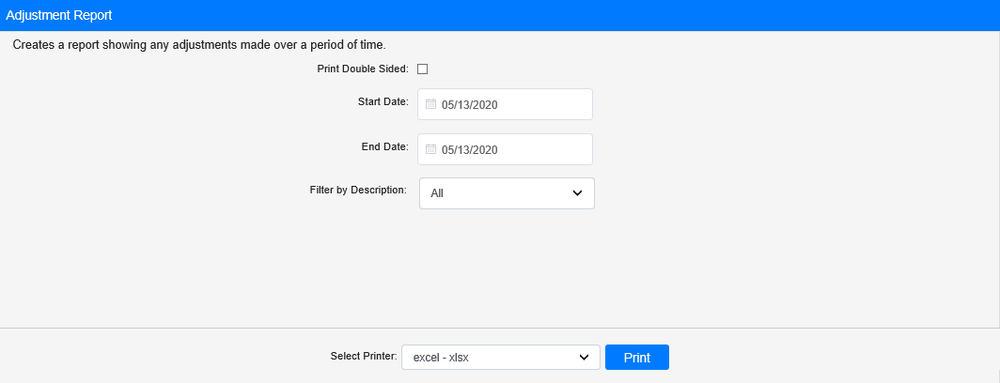 Adjustment Report
Creates a report showing any adjustments made over a period of time.
Print Double Sided:
Start Date: 05/13/2020
End Date: 05/13/2020
Filter by Description: All
Select Printer: excel - xlsx Print